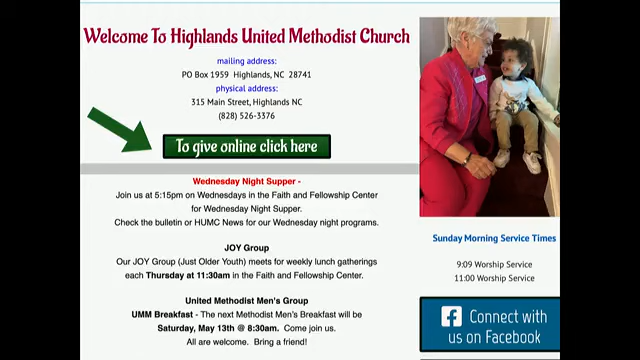 Welcome To Highlands United Methodist Church
mailing address:
PO Box 1959 Highlands, NC 28741
physical address:
315 Main Street, Highlands NC
(828) 526-3376
To give online click here
Wednesday Night Supper -
Join us at 5:15pm on Wednesdays in the Faith and Fellowship Center
for Wednesday Night Supper.
Check the bulletin or HUMC News for our Wednesday night programs.
JOY Group
Our JOY Group (Just Older Youth) meets for weekly lunch gatherings
each Thursday at 11:30am in the Faith and Fellowship Center.
United Methodist Men's Group
UMM Breakfast - The next Methodist Men's Breakfast will be
Saturday, May 13th @ 8:30am. Come join us.
All are welcome. Bring a friend!
Sunday Morning Service Times
9:09 Worship Service
11:00 Worship Service
Connect with
us on Facebook